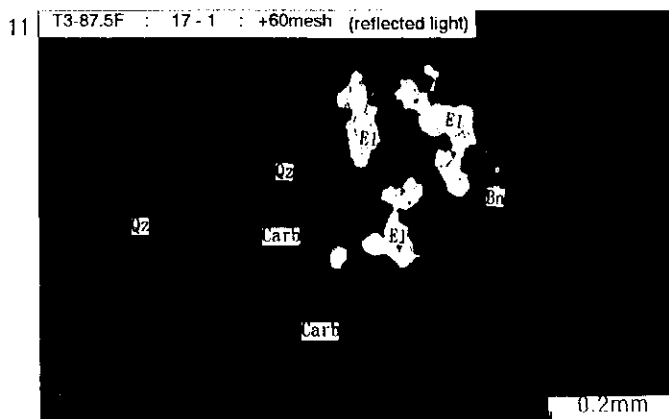 11
T3-87.5F : 17 - 1 : +60mesh (reflected light)
El
El
Qz
Bn
Qz
Carb
El
Carb
0.2mm